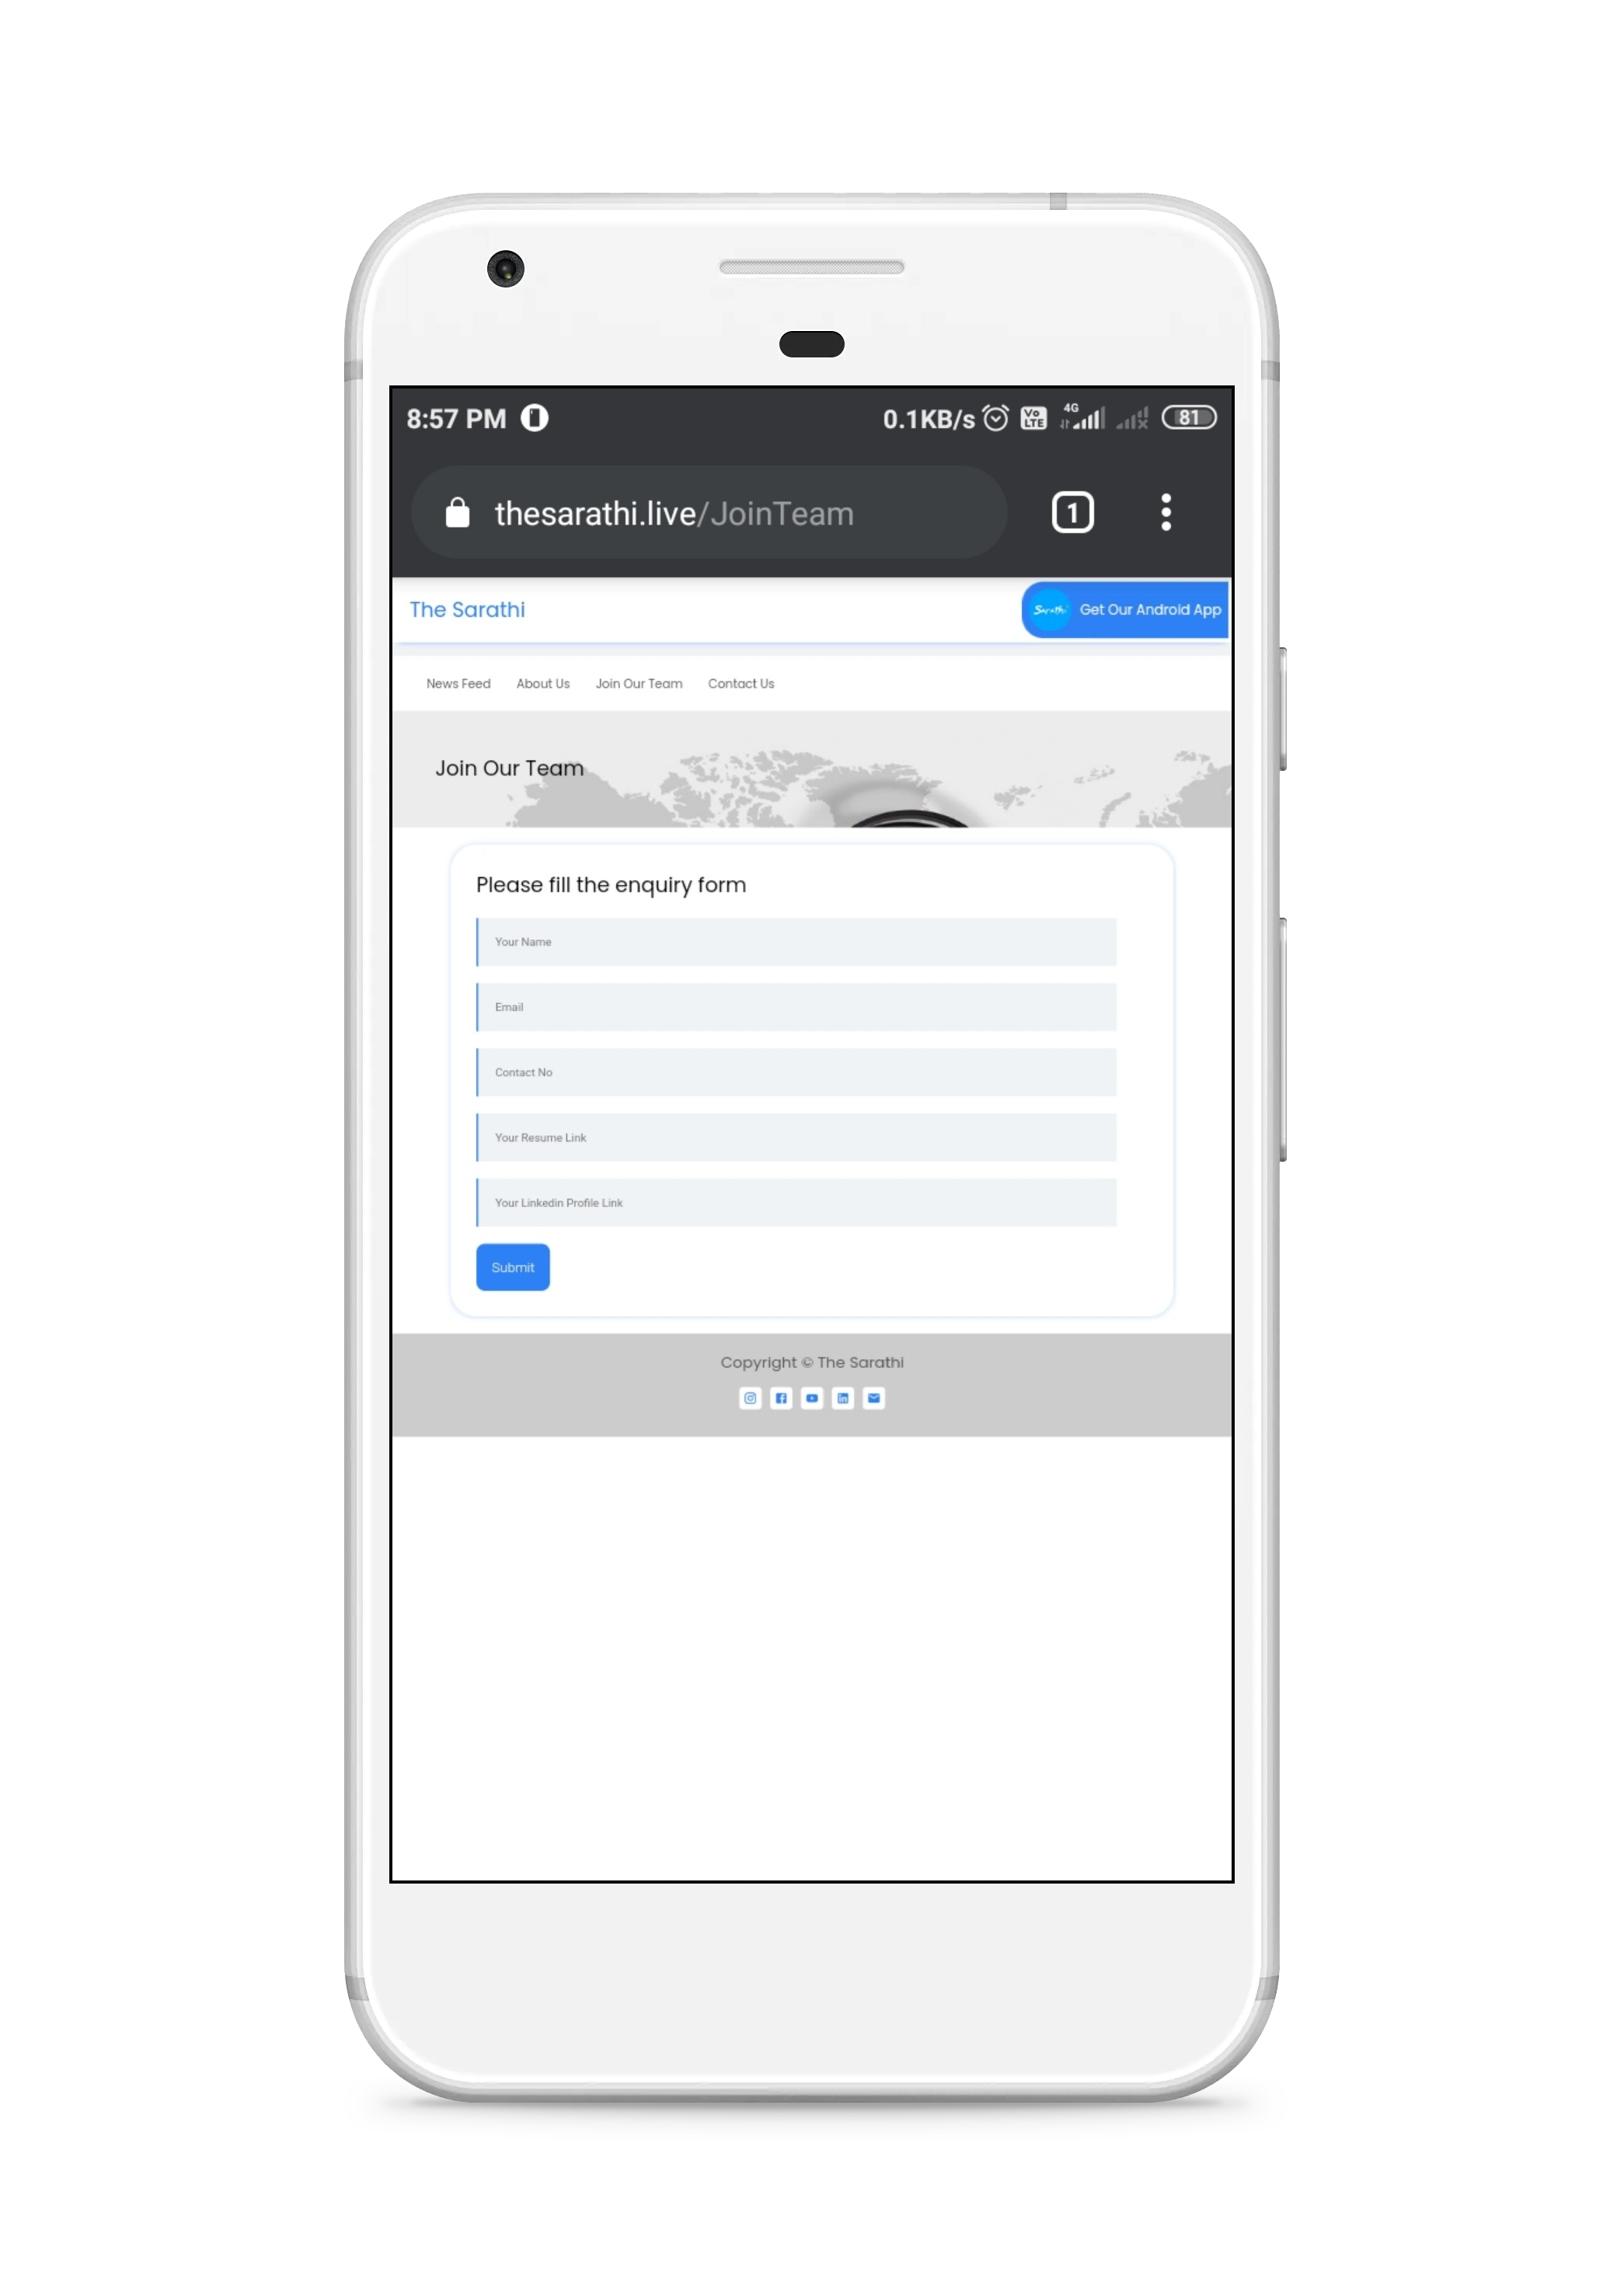 8:57 PM 0.1KB/s Vo LTE 4G 81
thesarathi.live/JoinTeam 1
The Sarathi Sarathi Get Our Android App
News Feed About Us Join Our Team Contact Us
Join Our Team
Please fill the enquiry form
Your Name
Email
Contact No
Your Resume Link
Your Linkedin Profile Link
Submit
Copyright © The Sarathi